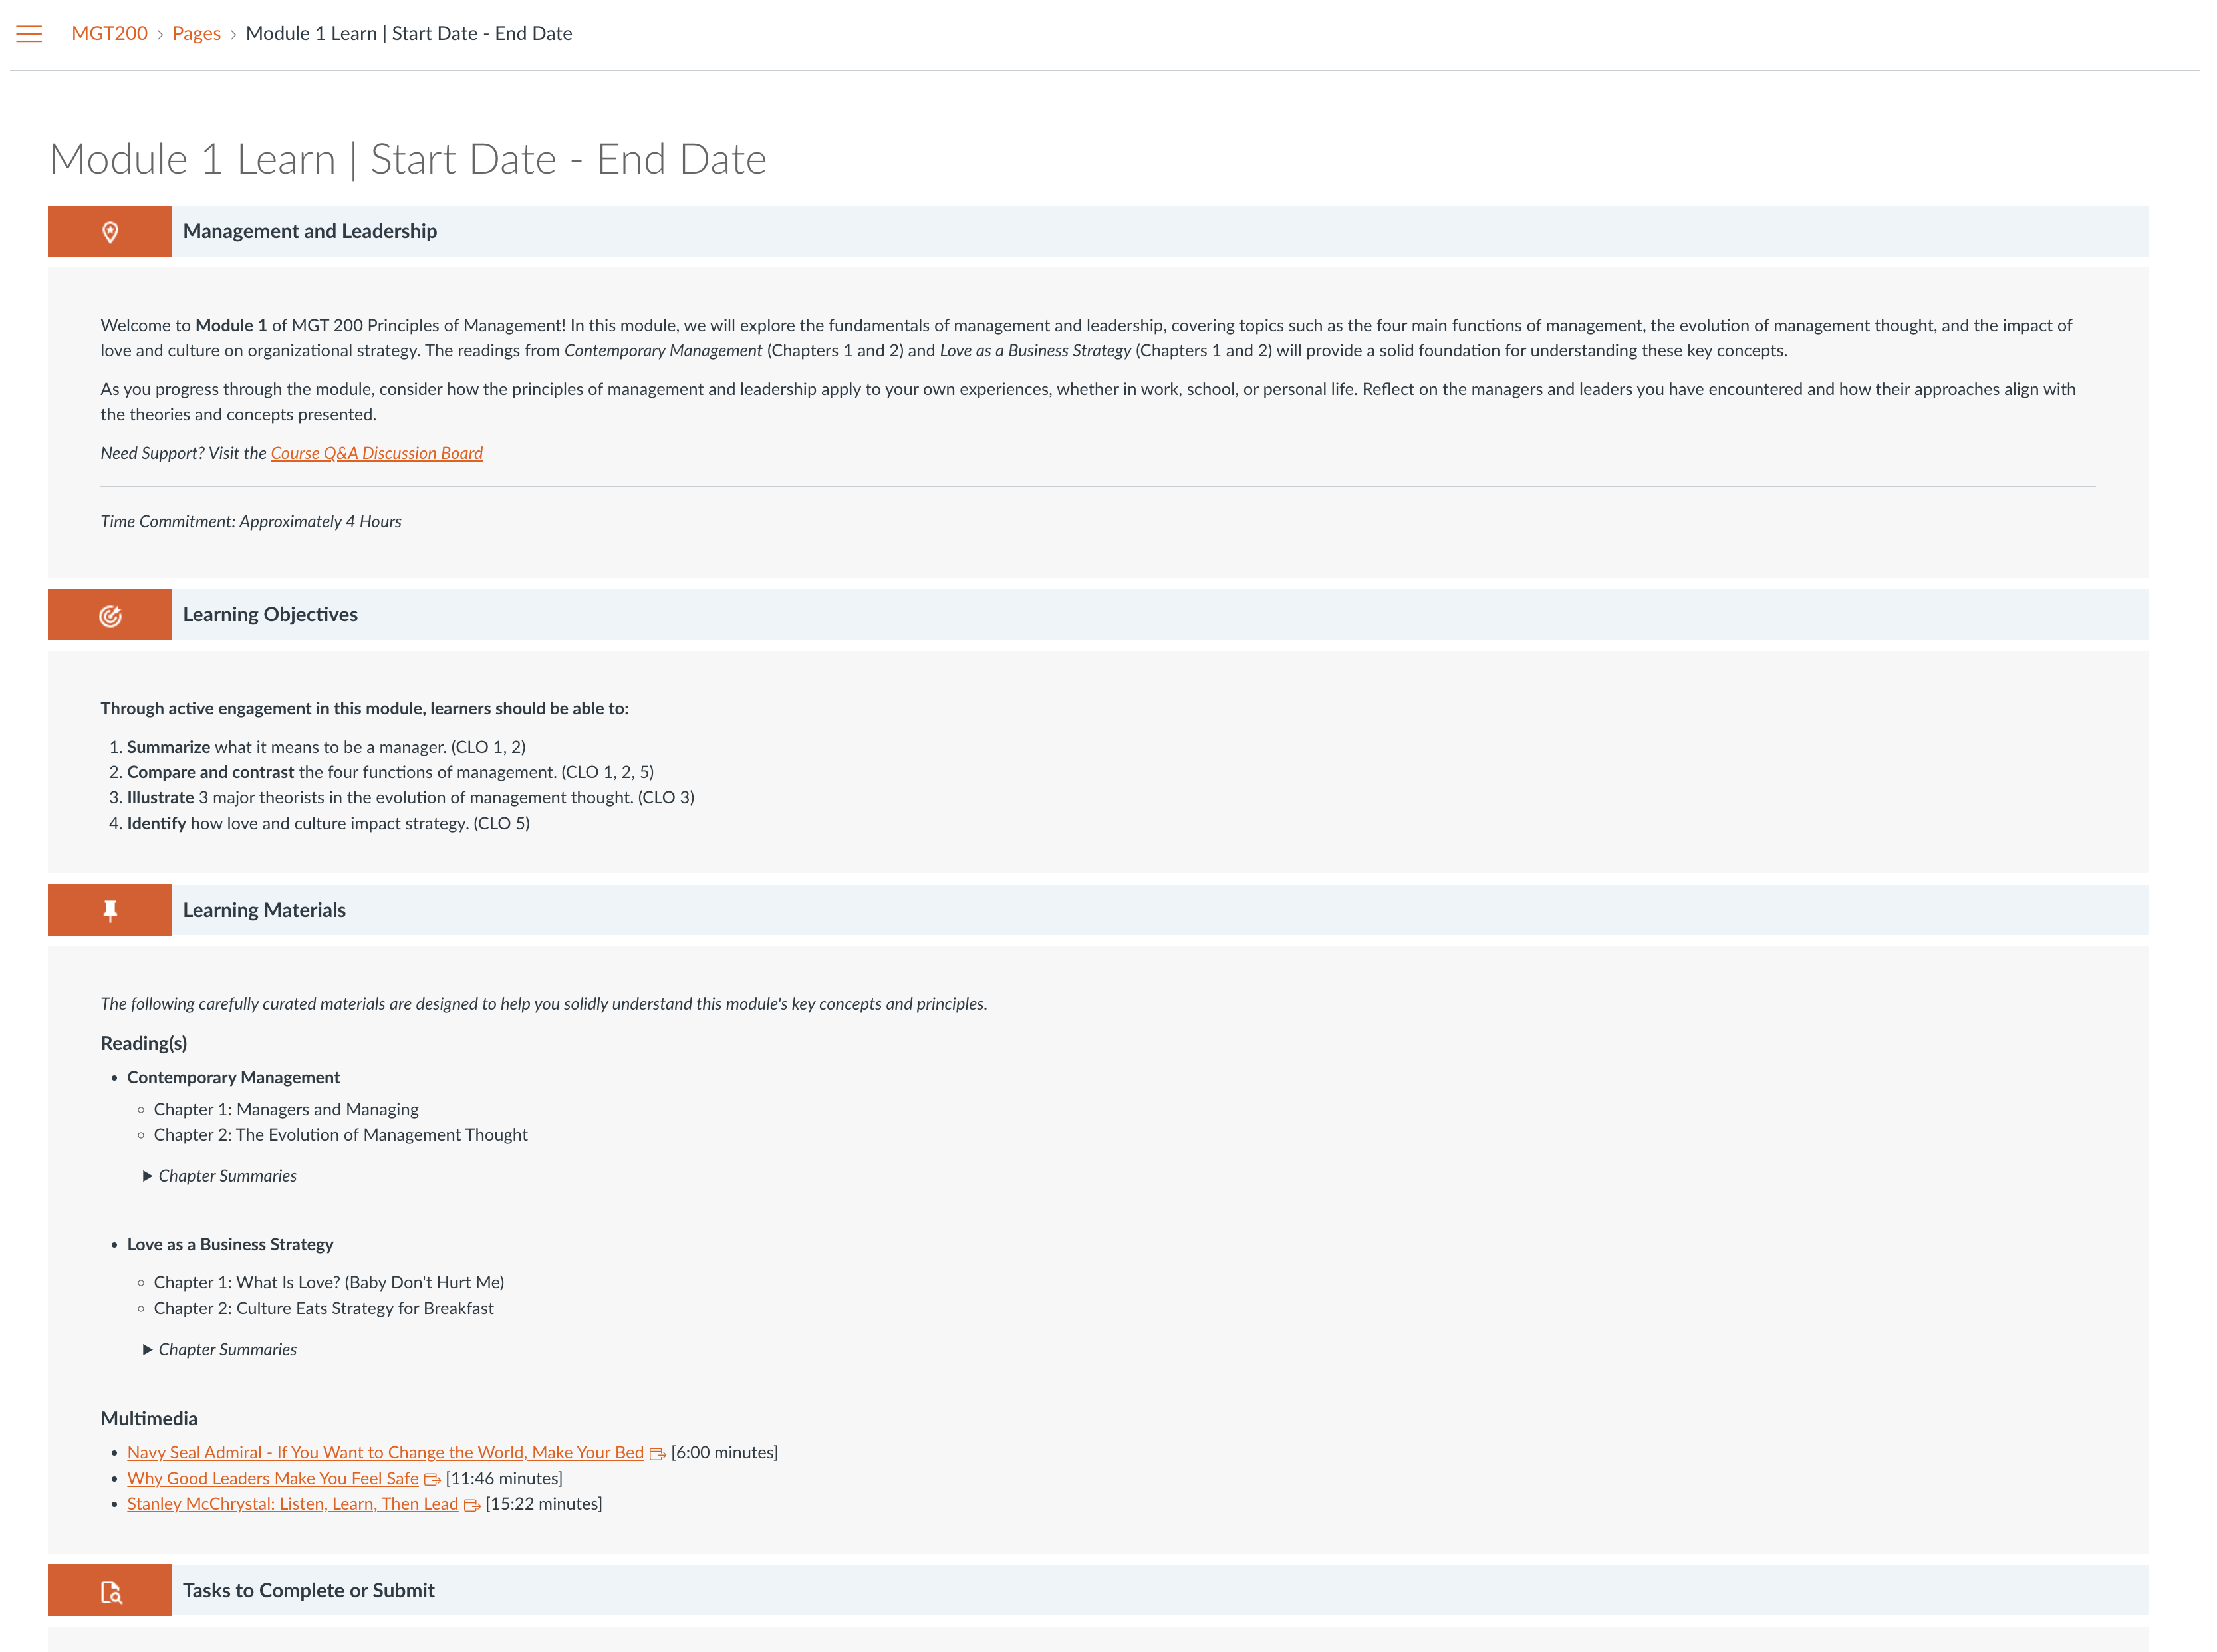 MGT200 > Pages > Module 1 Learn | Start Date - End Date
Module 1 Learn | Start Date - End Date
Management and Leadership
Welcome to Module 1 of MGT 200 Principles of Management! In this module, we will explore the fundamentals of management and leadership, covering topics such as the four main functions of management, the evolution of management thought, and the impact of
love and culture on organizational strategy. The readings from Contemporary Management (Chapters 1 and 2) and Love as a Business Strategy (Chapters 1 and 2) will provide a solid foundation for understanding these key concepts.
As you progress through the module, consider how the principles of management and leadership apply to your own experiences, whether in work, school, or personal life. Reflect on the managers and leaders you have encountered and how their approaches align with
the theories and concepts presented.
Need Support? Visit the Course Q&A Discussion Board
Time Commitment: Approximately 4 Hours
Learning Objectives
Through active engagement in this module, learners should be able to:
1. Summarize what it means to be a manager. (CLO 1, 2)
2. Compare and contrast the four functions of management. (CLO 1, 2, 5)
3. Illustrate 3 major theorists in the evolution of management thought. (CLO 3)
4. Identify how love and culture impact strategy. (CLO 5)
Learning Materials
The following carefully curated materials are designed to help you solidly understand this module's key concepts and principles.
Reading(s)
• Contemporary Management
◦ Chapter 1: Managers and Managing
◦ Chapter 2: The Evolution of Management Thought
▶ Chapter Summaries
• Love as a Business Strategy
◦ Chapter 1: What Is Love? (Baby Don't Hurt Me)
◦ Chapter 2: Culture Eats Strategy for Breakfast
▶ Chapter Summaries
Multimedia
• Navy Seal Admiral - If You Want to Change the World, Make Your Bed [6:00 minutes]
• Why Good Leaders Make You Feel Safe [11:46 minutes]
• Stanley McChrystal: Listen, Learn, Then Lead [15:22 minutes]
Tasks to Complete or Submit